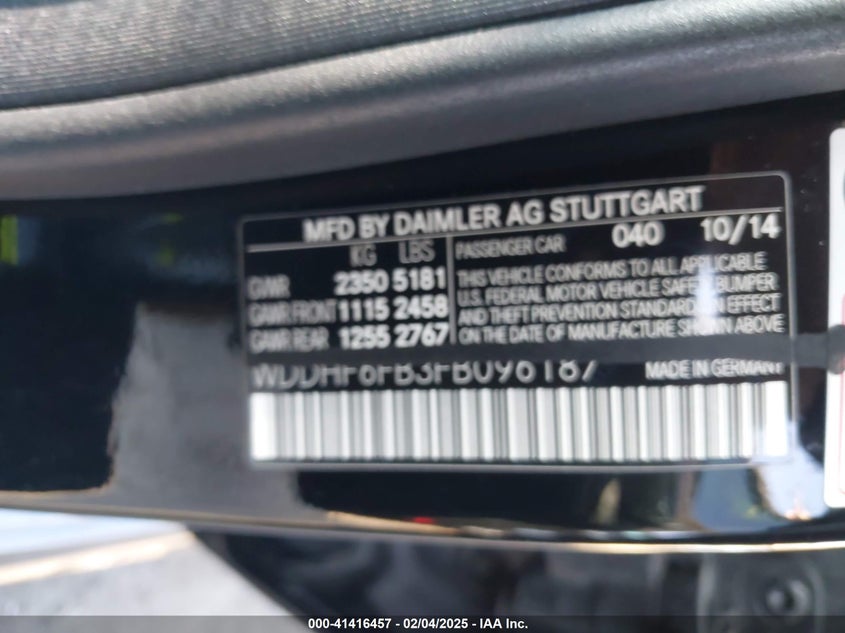 MFD BY DAIMLER AG STUTTGART
KG LBS
GVWR 2350 5181
GAWR FRONT 1115 2458
GAWR REAR 1255 2767
PASSENGER CAR 040 10/14
THIS VEHICLE CONFORMS TO ALL APPLICABLE
U.S. FEDERAL MOTOR VEHICLE SAFETY BUMPER
AND THEFT PREVENTION STANDARDS IN EFFECT
ON THE DATE OF MANUFACTURE SHOWN ABOVE
MADE IN GERMANY
000-41416457 - 02/04/2025 - IAA Inc.